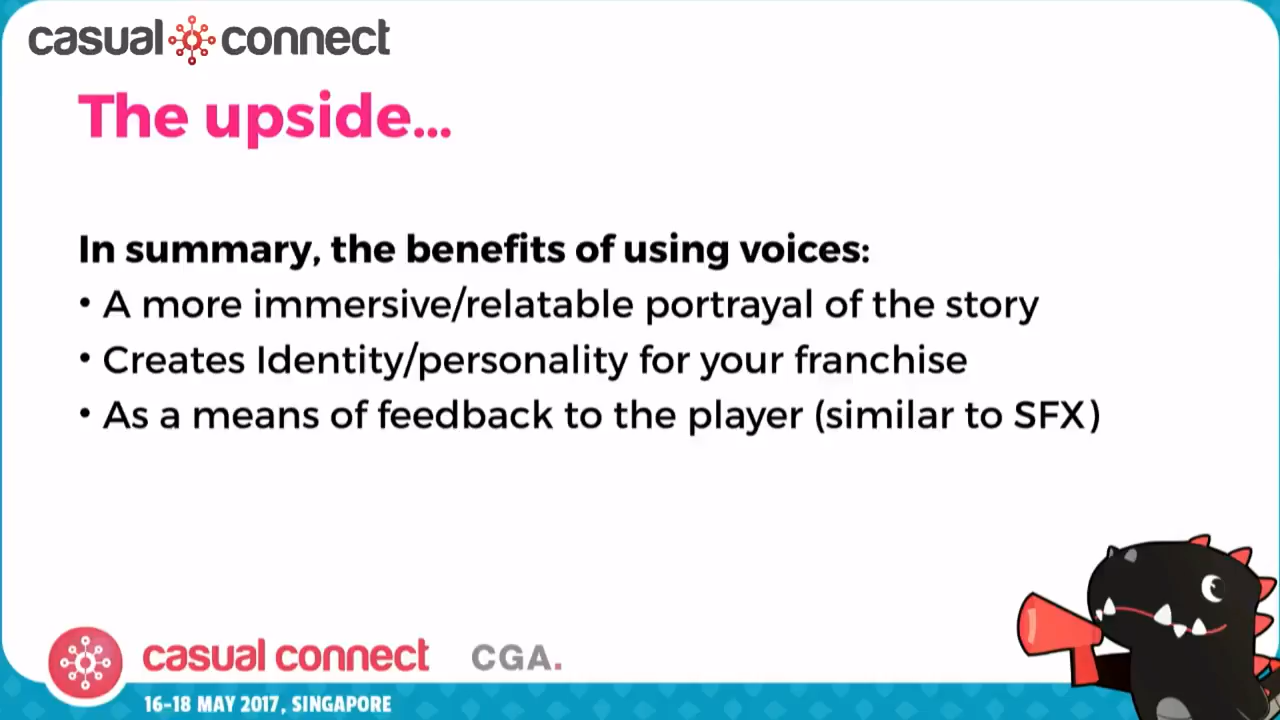 casual connect
The upside...
In summary, the benefits of using voices:
• A more immersive/relatable portrayal of the story
• Creates Identity/personality for your franchise
• As a means of feedback to the player (similar to SFX)
casual connect CGA.
16-18 MAY 2017, SINGAPORE